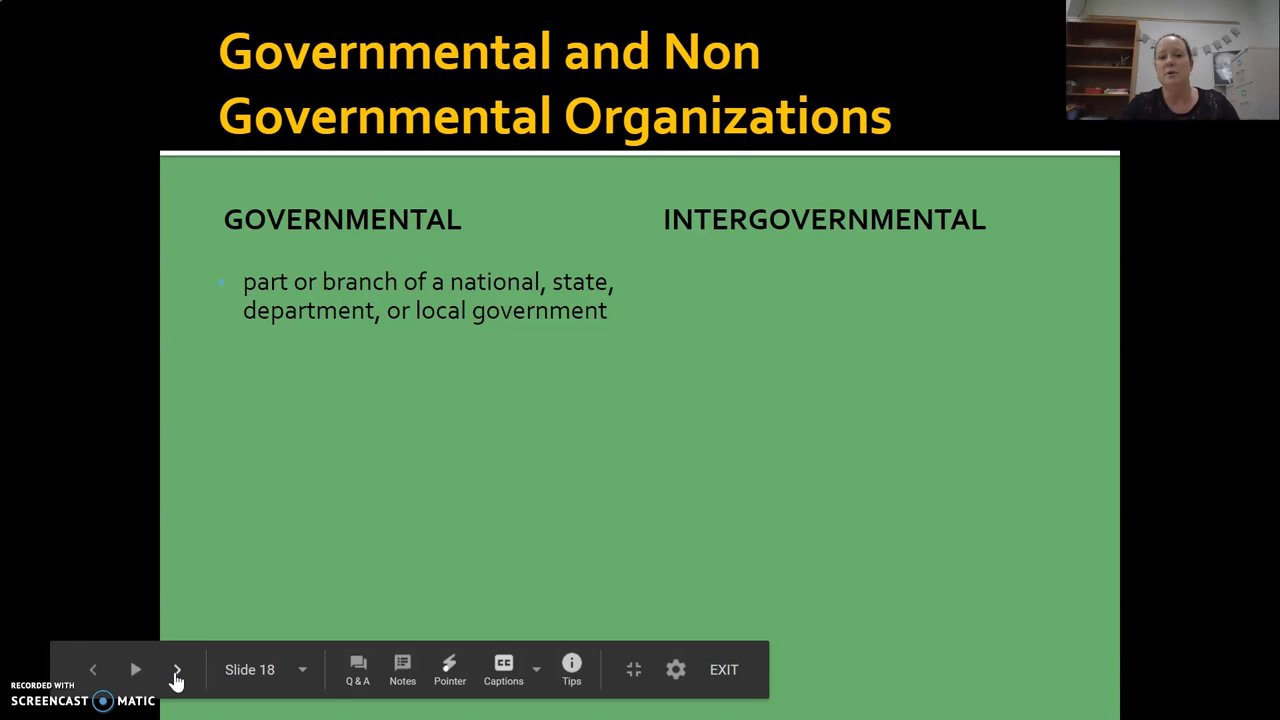 Governmental and Non
Governmental Organizations
GOVERNMENTAL
part or branch of a national, state,
department, or local government
INTERGOVERNMENTAL
Slide 18
Q & A
Notes
Pointer
CC
Captions
Tips
EXIT
RECORDED WITH
SCREENCAST MATIC